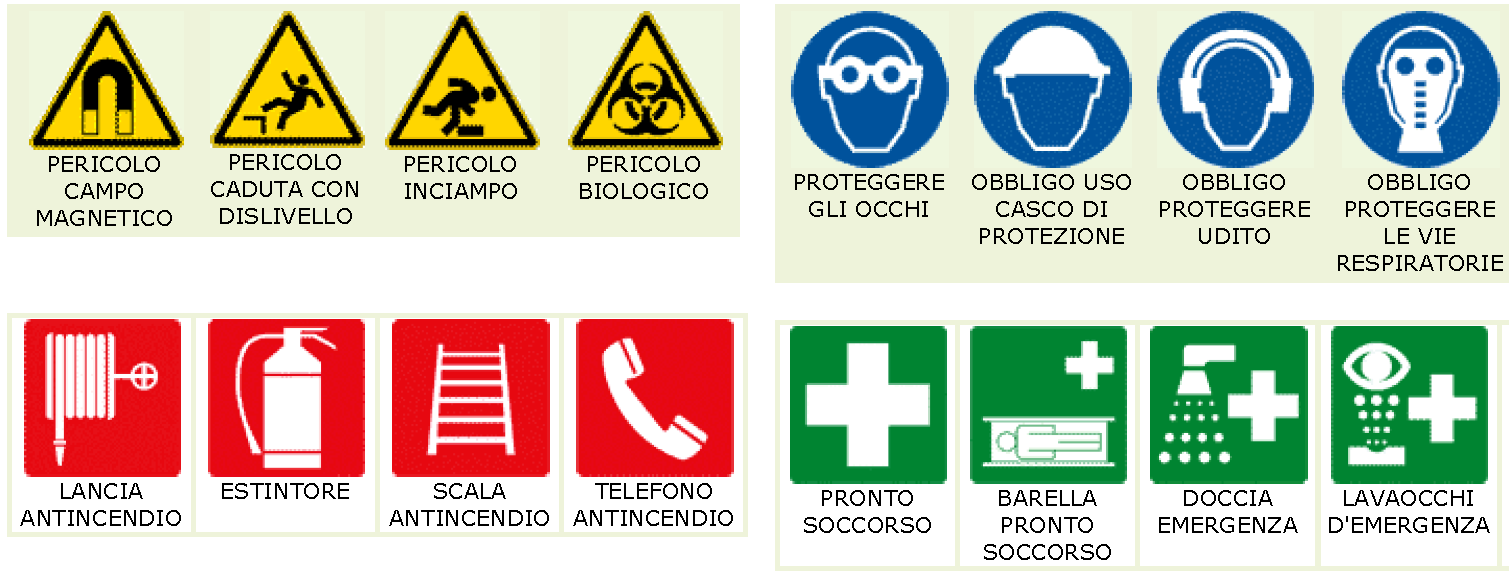 PERICOLO
CAMPO
MAGNETICO
PERICOLO
CADUTA CON
DISLIVELLO
PERICOLO
INCIAMPO
PERICOLO
BIOLOGICO
PROTEGGERE
GLI OCCHI
OBBLIGO USO
CASCO DI
PROTEZIONE
OBBLIGO
PROTEGGERE
UDITO
OBBLIGO
PROTEGGERE
LE VIE
RESPIRATORIE
LANCIA
ANTINCENDIO
ESTINTORE
SCALA
ANTINCENDIO
TELEFONO
ANTINCENDIO
PRONTO
SOCCORSO
BARELLA
PRONTO
SOCCORSO
DOCCIA
EMERGENZA
LAVAOCCHI
D'EMERGENZA